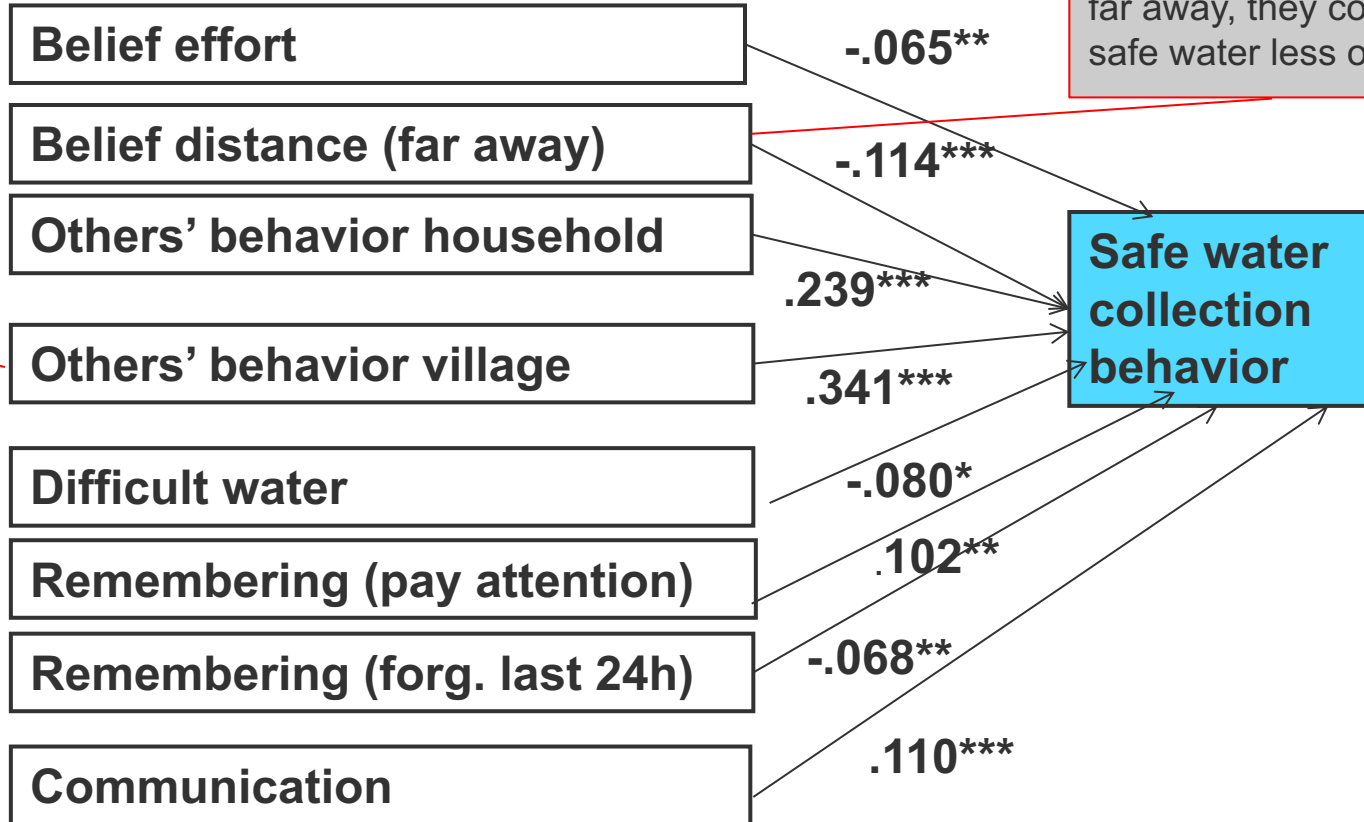 far away, they co
safe water less o
Belief effort
-.065**
Belief distance (far away)
-.114***
Others’ behavior household
.239***
Safe water
collection
behavior
Others’ behavior village
.341***
Difficult water
-.080*
Remembering (pay attention)
.102**
Remembering (forg. last 24h)
-.068**
Communication
.110***